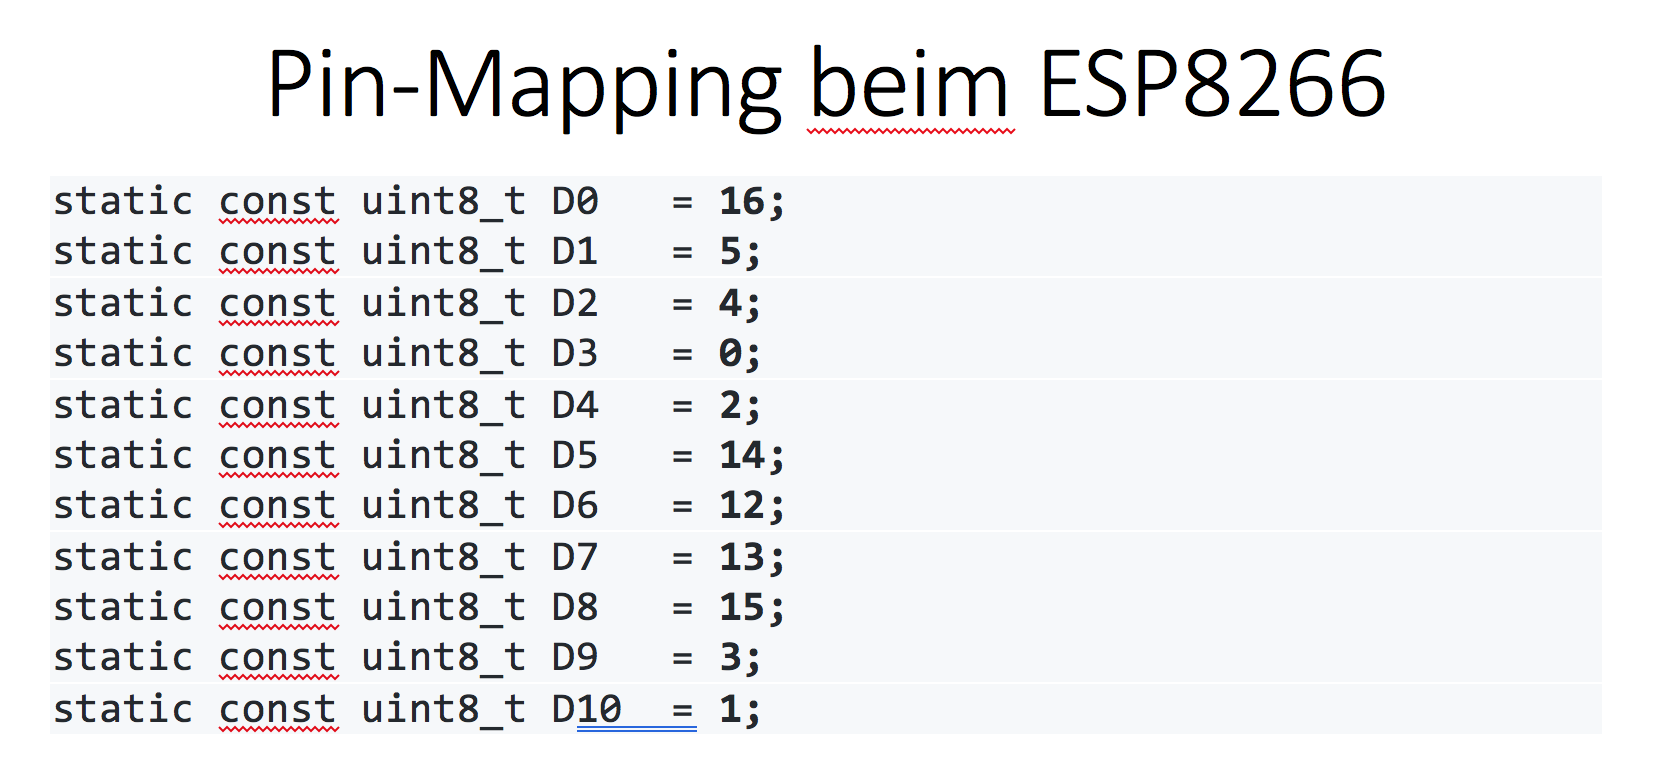 Pin-Mapping beim ESP8266
static const uint8_t D0   = 16;
static const uint8_t D1   = 5;
static const uint8_t D2   = 4;
static const uint8_t D3   = 0;
static const uint8_t D4   = 2;
static const uint8_t D5   = 14;
static const uint8_t D6   = 12;
static const uint8_t D7   = 13;
static const uint8_t D8   = 15;
static const uint8_t D9   = 3;
static const uint8_t D10  = 1;